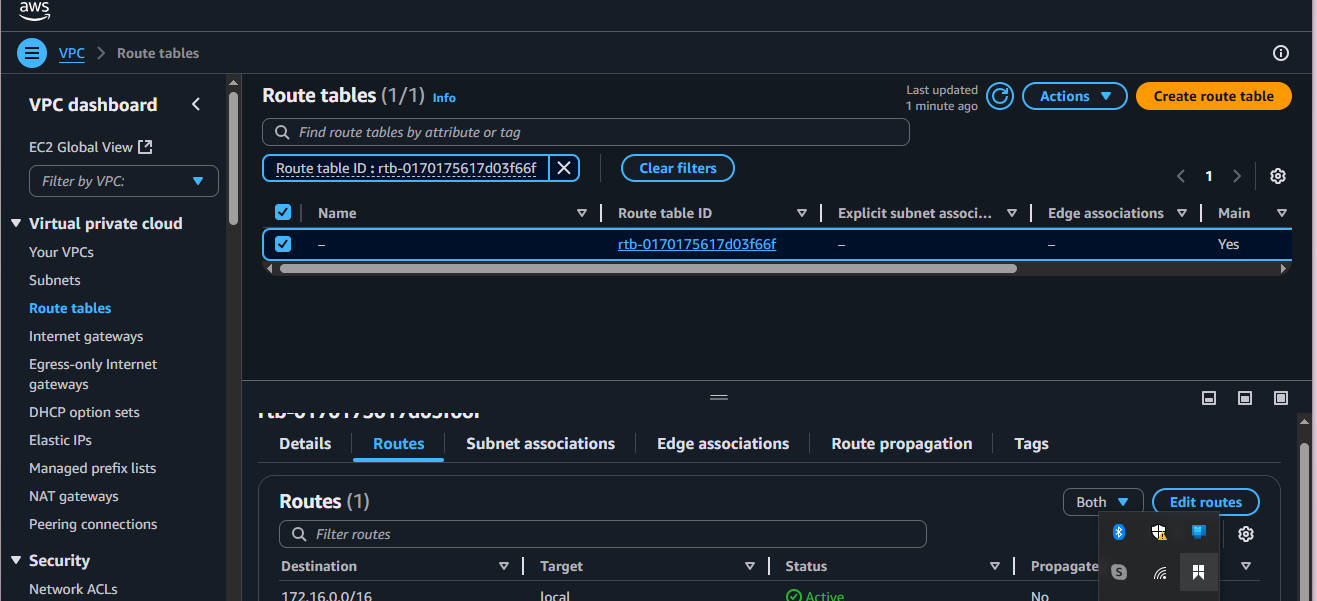 aws
VPC > Route tables
VPC dashboard
EC2 Global View
Filter by VPC:
Virtual private cloud
Your VPCs
Subnets
Route tables
Internet gateways
Egress-only Internet
gateways
DHCP option sets
Elastic IPs
Managed prefix lists
NAT gateways
Peering connections
Security
Network ACLs
Route tables (1/1) Info
Last updated
1 minute ago
Actions
Create route table
Find route tables by attribute or tag
Route table ID : rtb-0170175617d03f66f
Clear filters
1
Name Route table ID Explicit subnet associ... Edge associations Main
– rtb-0170175617d03f66f – – Yes
rtb-0170175617d03f66f
Details Routes Subnet associations Edge associations Route propagation Tags
Routes (1)
Both
Edit routes
Filter routes
Destination Target Status Propagate
172.16.0.0/16 local Active No